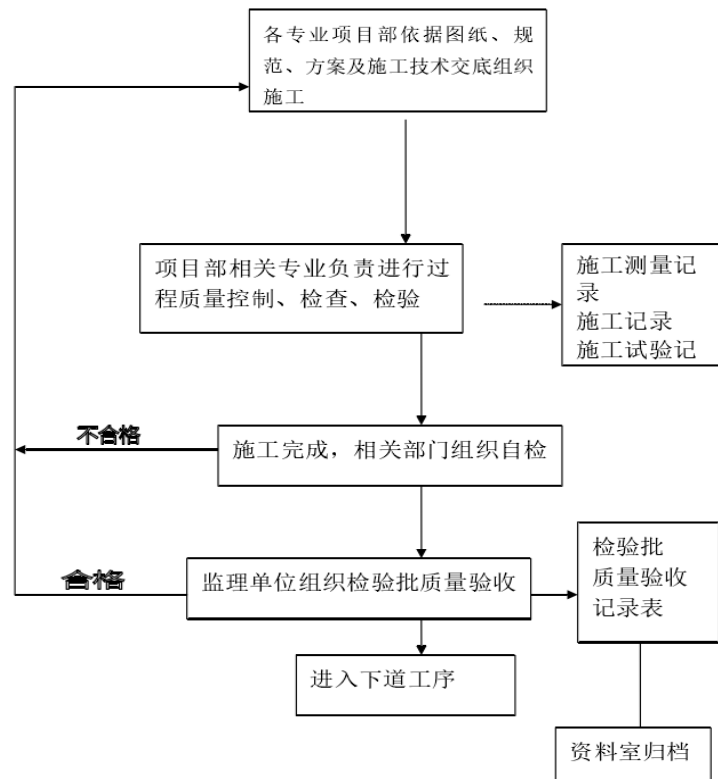 各专业项目部依据图纸、规
范、方案及施工技术交底组织
施工
项目部相关专业负责进行过
程质量控制、检查、检验
施工测量记
录
施工记录
施工试验记
不合格
施工完成，相关部门组织自检
合格
监理单位组织检验批质量验收
检验批
质量验收
记录表
进入下道工序
资料室归档